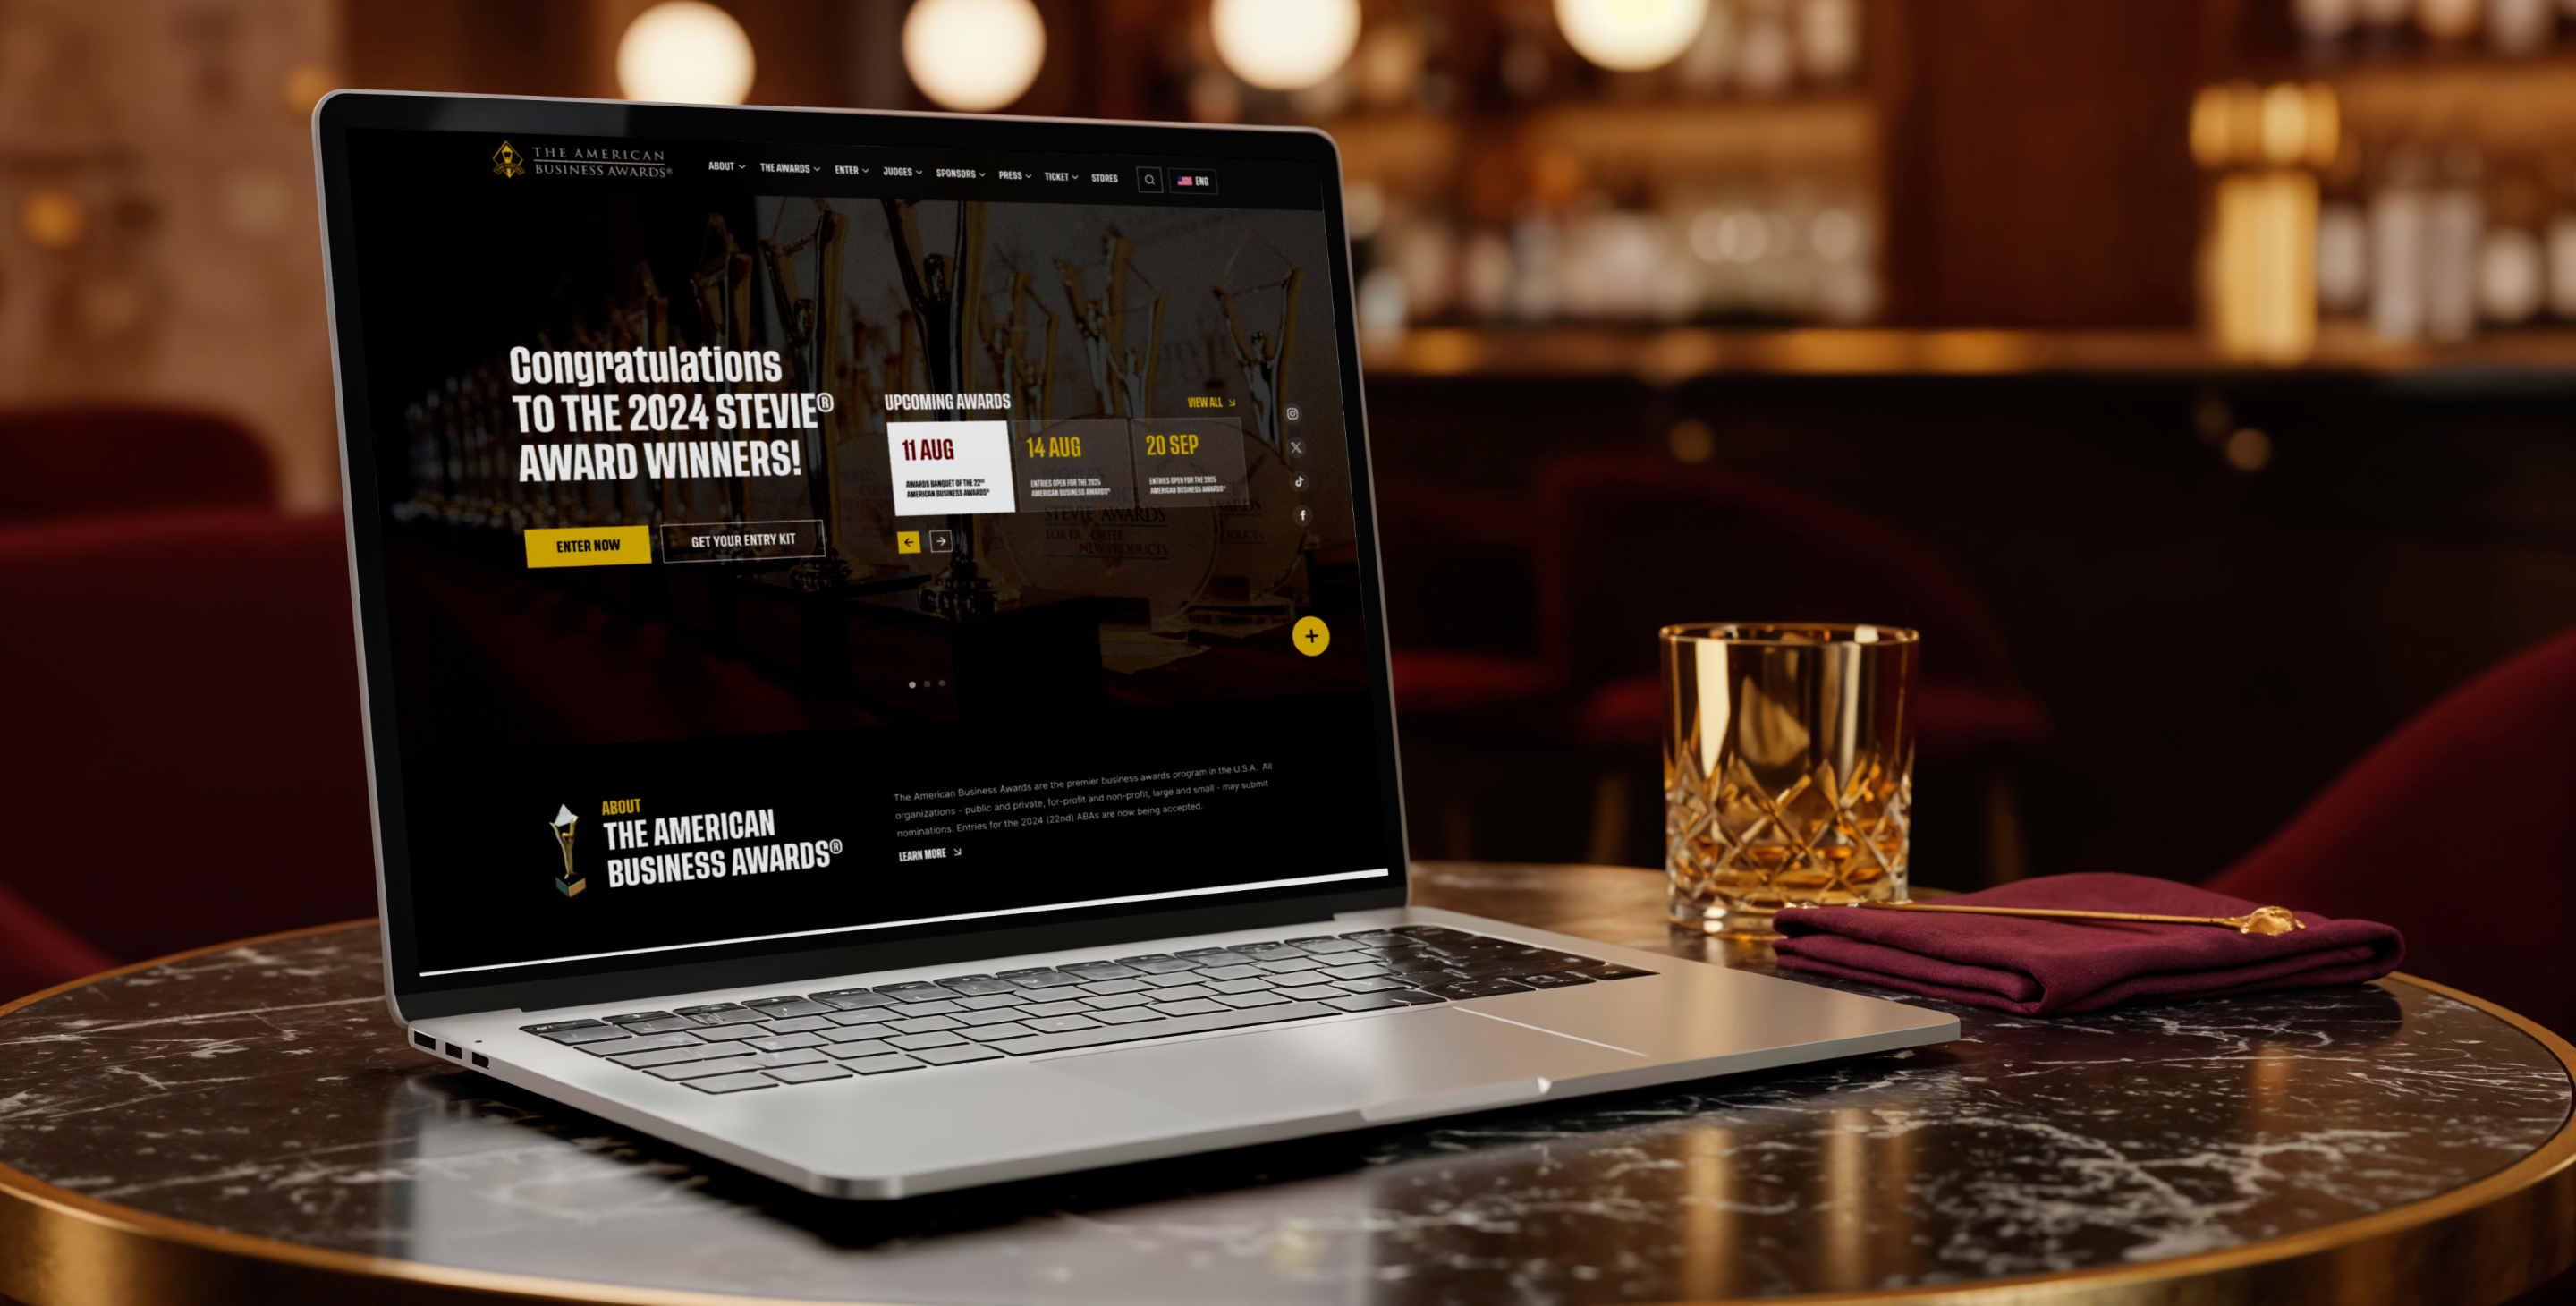 THE AMERICAN
BUSINESS AWARDS®
ABOUT
THE AWARDS
ENTER
JUDGES
SPONSORS
PRESS
TICKET
STORES
ENG
Congratulations
TO THE 2024 STEVIE®
AWARD WINNERS!
ENTER NOW
GET YOUR ENTRY KIT
UPCOMING AWARDS
VIEW ALL
11 AUG
AWARDS BANQUET OF THE 22ND
AMERICAN BUSINESS AWARDS®
14 AUG
ENTRIES OPEN FOR THE 2025
AMERICAN BUSINESS AWARDS®
20 SEP
ENTRIES OPEN FOR THE 2025
AMERICAN BUSINESS AWARDS®
STEVIE AWARDS
NEW PRODUCTS
ABOUT
THE AMERICAN
BUSINESS AWARDS®
The American Business Awards are the premier business awards program in the U.S.A. All
organizations - public and private, for-profit and non-profit, large and small - may submit
nominations. Entries for the 2024 (22nd) ABAs are now being accepted.
LEARN MORE